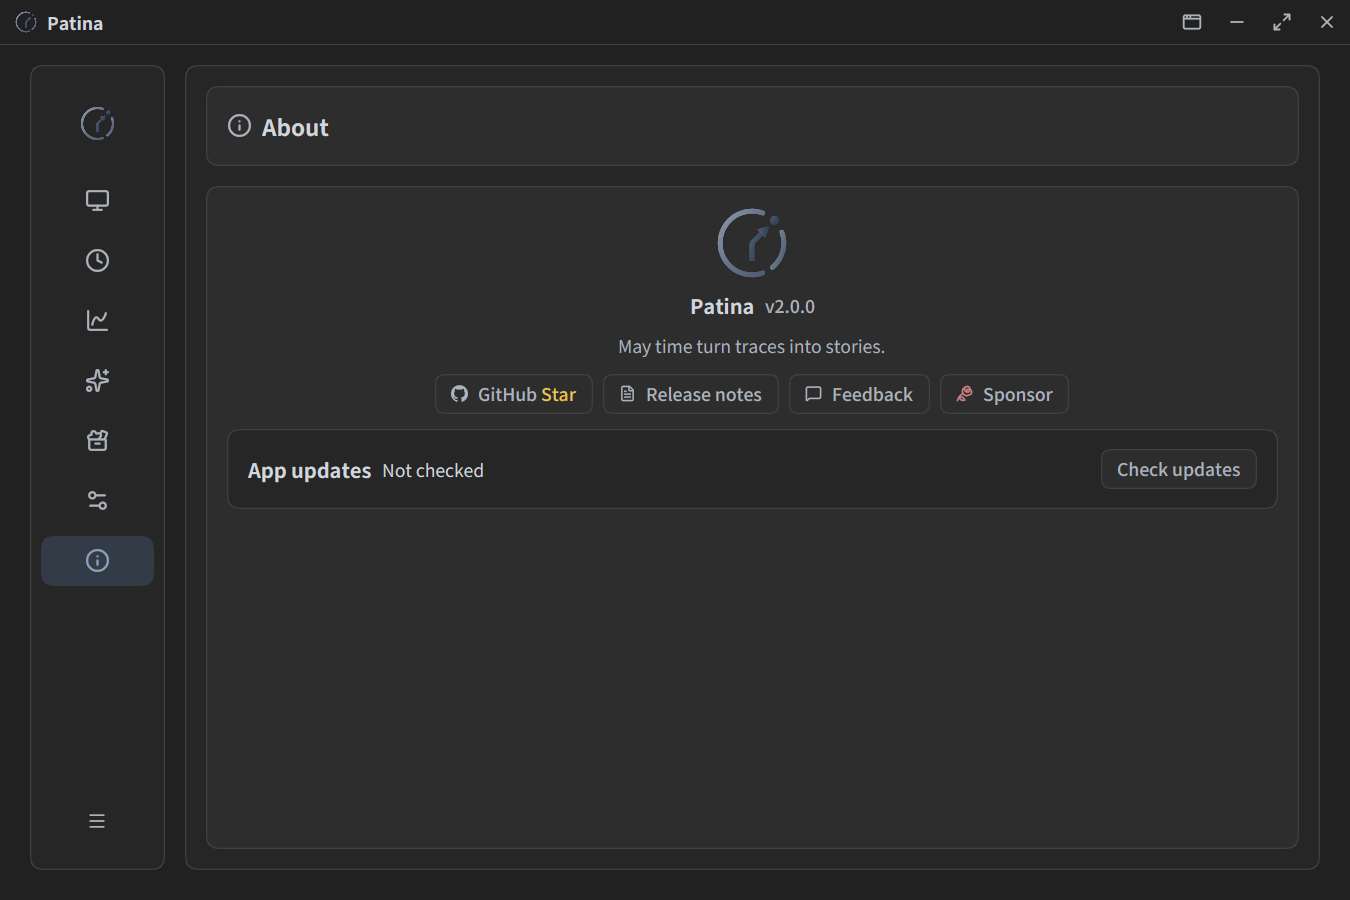 Patina
About
Patina v2.0.0
May time turn traces into stories.
GitHub Star
Release notes
Feedback
Sponsor
App updates Not checked
Check updates